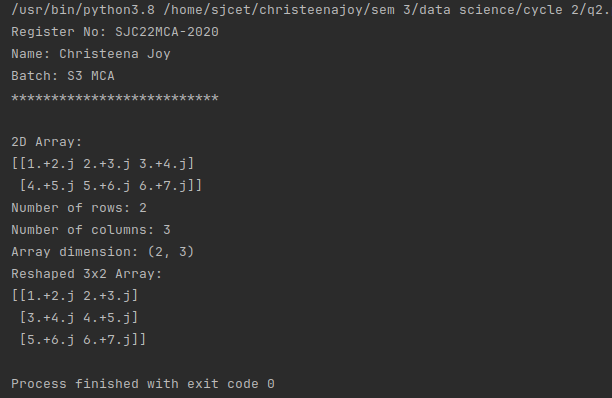 /usr/bin/python3.8 /home/sjcet/christeenajoy/sem 3/data science/cycle 2/q2.
Register No: SJC22MCA-2020
Name: Christeena Joy
Batch: S3 MCA
**************************
2D Array:
[[1.+2.j 2.+3.j 3.+4.j]
 [4.+5.j 5.+6.j 6.+7.j]]
Number of rows: 2
Number of columns: 3
Array dimension: (2, 3)
Reshaped 3x2 Array:
[[1.+2.j 2.+3.j]
 [3.+4.j 4.+5.j]
 [5.+6.j 6.+7.j]]
Process finished with exit code 0